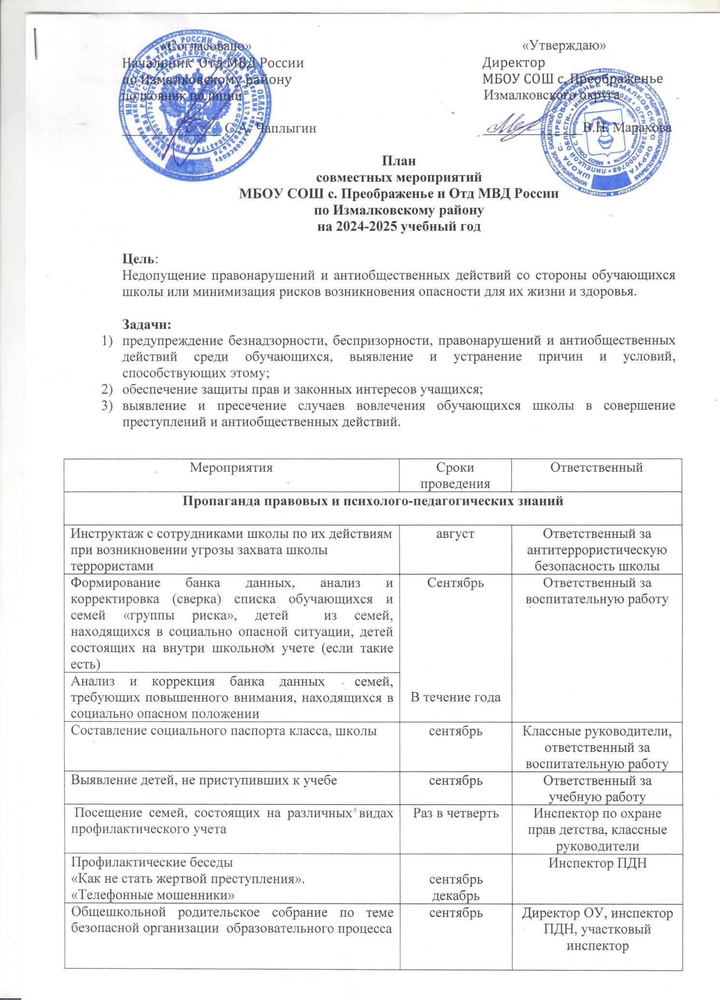 «Согласовано»
Начальник Отд МВД России
по Измалковскому району
полковник полиции
С.А. Чаплыгин
«Утверждаю»
Директор
МБОУ СОШ с. Преображенье
Измалковского округа
В.Н. Марахова
План
совместных мероприятий
МБОУ СОШ с. Преображенье и Отд МВД России
по Измалковскому району
на 2024-2025 учебный год
Цель:
Недопущение правонарушений и антиобщественных действий со стороны обучающихся
школы или минимизация рисков возникновения опасности для их жизни и здоровья.
Задачи:
1) предупреждение безнадзорности, беспризорности, правонарушений и антиобщественных
действий среди обучающихся, выявление и устранение причин и условий,
способствующих этому;
2) обеспечение защиты прав и законных интересов учащихся;
3) выявление и пресечение случаев вовлечения обучающихся школы в совершение
преступлений и антиобщественных действий.
Мероприятия
Сроки
проведения
Ответственный
Пропаганда правовых и психолого-педагогических знаний
Инструктаж с сотрудниками школы по их действиям
при возникновении угрозы захвата школы
террористами
август
Ответственный за
антитеррористическую
безопасность школы
Формирование банка данных, анализ и
корректировка (сверка) списка обучающихся и
семей «группы риска», детей из семей,
находящихся в социально опасной ситуации, детей
состоящих на внутри школьном учете (если такие
есть)
Сентябрь
Ответственный за
воспитательную работу
Анализ и коррекция банка данных семей,
требующих повышенного внимания, находящихся в
социально опасном положении
В течение года
Составление социального паспорта класса, школы
сентябрь
Классные руководители,
ответственный за
воспитательную работу
Выявление детей, не приступивших к учебе
сентябрь
Ответственный за
учебную работу
Посещение семей, состоящих на различных видах
профилактического учета
Раз в четверть
Инспектор по охране
прав детства, классные
руководители
Профилактические беседы
«Как не стать жертвой преступления».
«Телефонные мошенники»
сентябрь
декабрь
Инспектор ПДН
Общешкольной родительское собрание по теме
безопасной организации образовательного процесса
сентябрь
Директор ОУ, инспектор
ПДН, участковый
инспектор